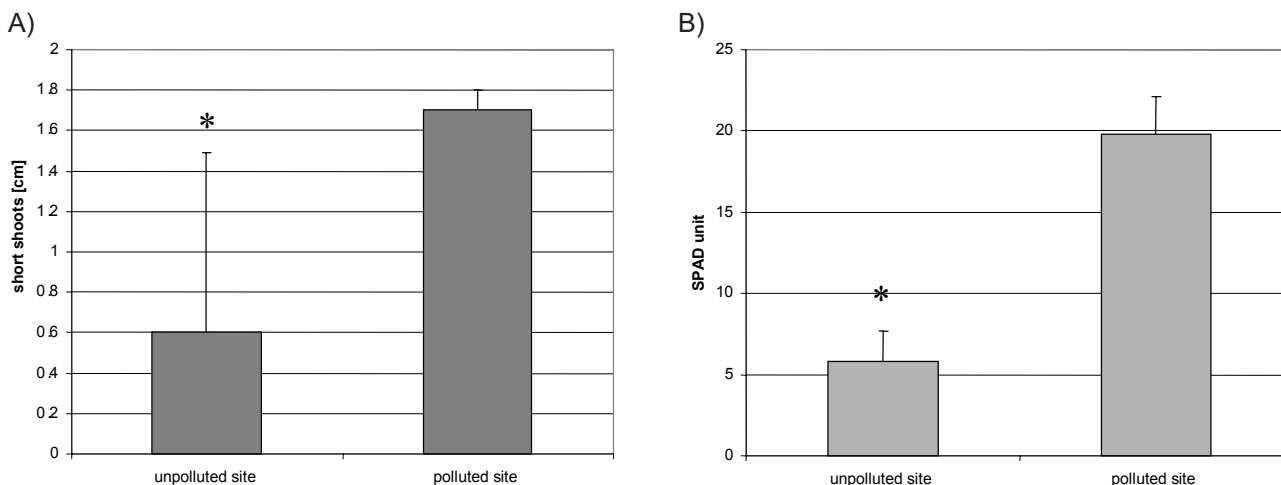 A)
short shoots [cm]
2
1.8
1.6
1.4
1.2
1
0.8
0.6
0.4
0.2
0
*
unpolluted site
polluted site
B)
SPAD unit
25
20
15
10
5
0
*
unpolluted site
polluted site